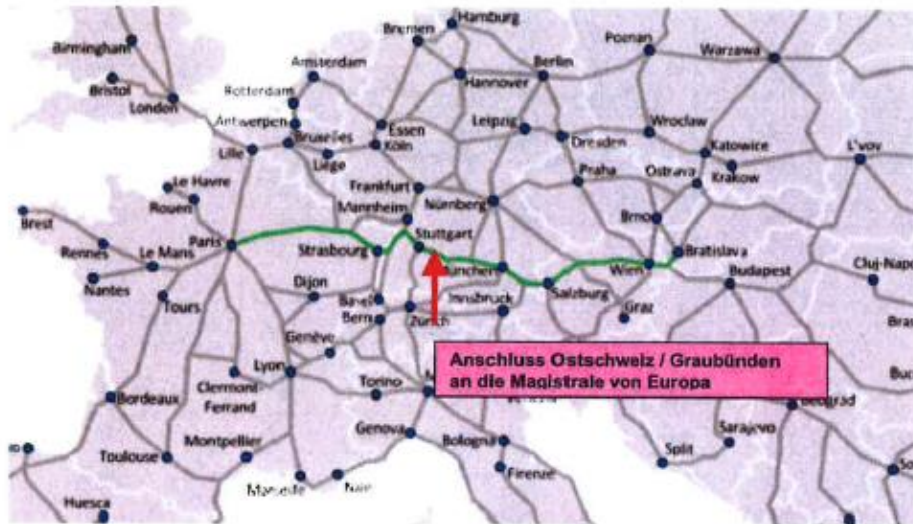 Hamburg
Bremen
Birmingham
Poznan
Warzawa
Amsterdam
Berlin
Hannover
Bristol
Rotterdam
London
Antwerpen
Essen
Leipzig
Wroclaw
Bruxelles
Köln
Dresden
Katowice
L'vov
Lille
Liège
Praha
Ostrava
Krakow
Le Havre
Frankfurt
Rouen
Mannheim
Nürnberg
Brno
Brest
Paris
Stuttgart
Rennes
Le Mans
Strasbourg
Bratislava
Wien
Budapest
Cluj-Nap
Nantes
Dijon
Salzburg
Tours
Basel
Innsbruck
Graz
Bern
Zürich
Genève
Anschluss Ostschweiz / Graubünden
an die Magistrale von Europa
Lyon
Clermont-
Ferrand
Torino
Bordeaux
Beograd
Genova
Bologna
Sarajevo
Montpellier
Split
Toulouse
Firenze
Marseille
Huesca